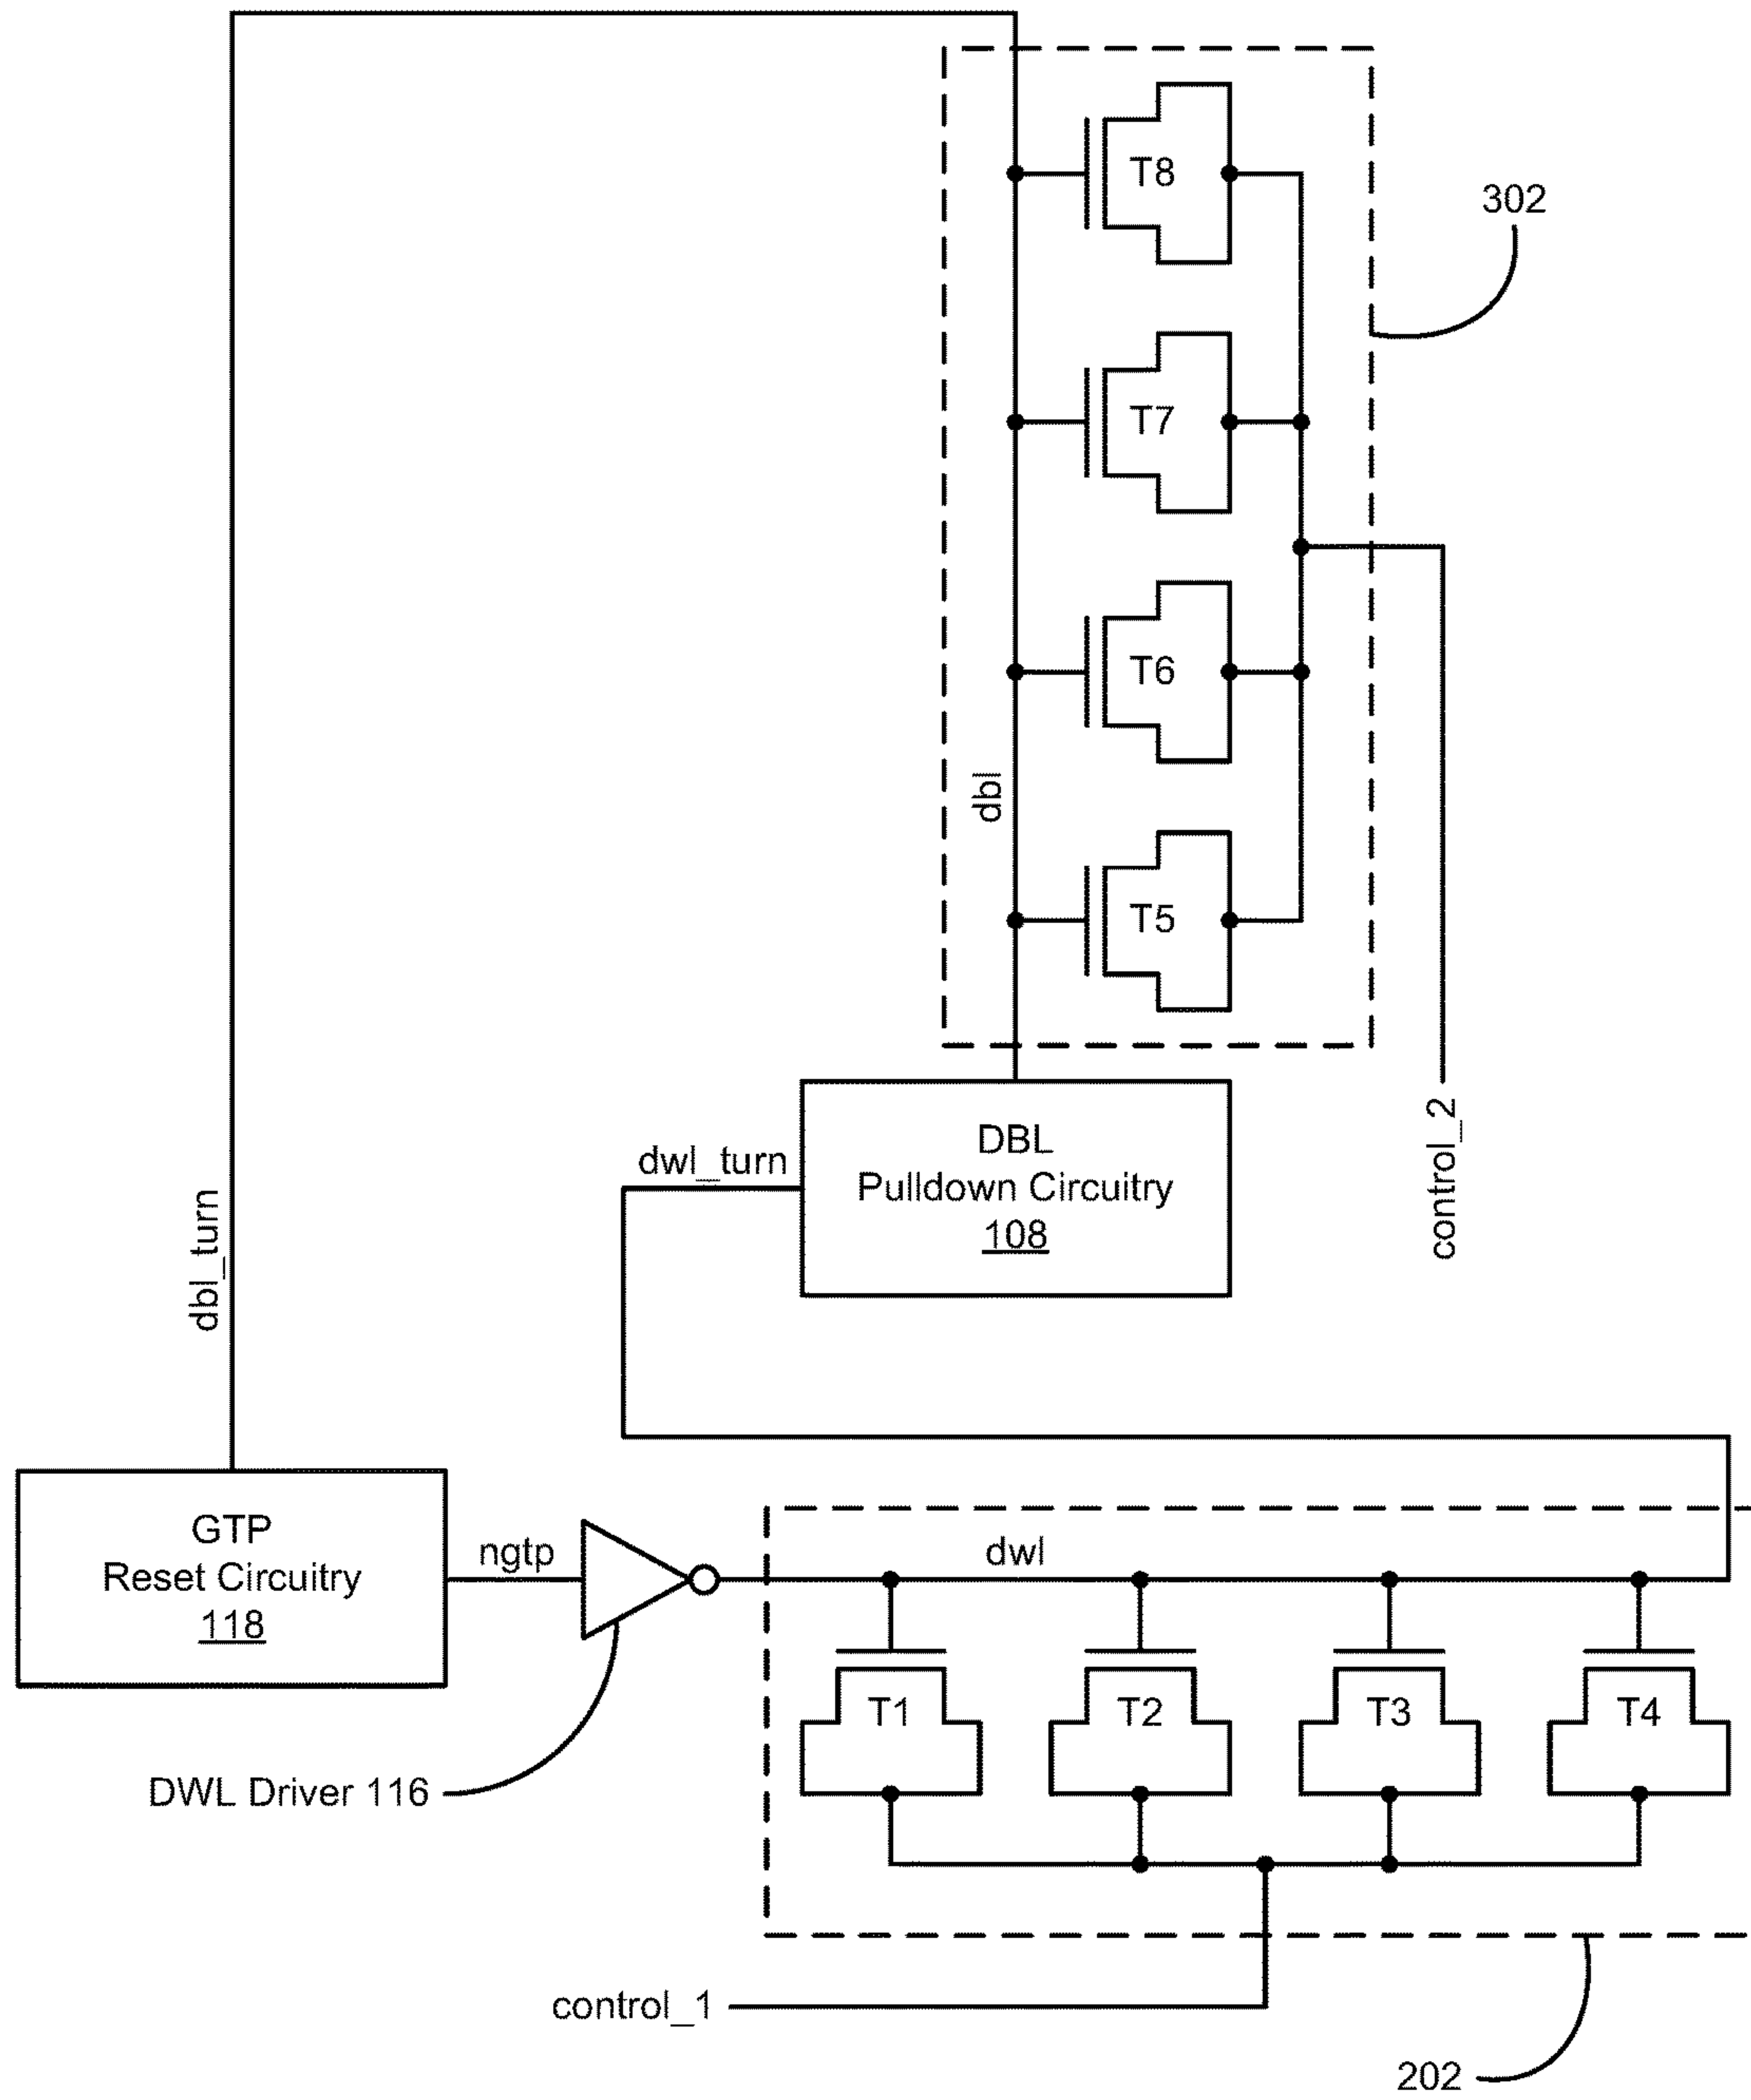 T8
302
T7
T6
dbl
T5
control_2
dwl_turn
DBL
Pulldown Circuitry
108
dbl_turn
GTP
Reset Circuitry
118
ngtp
dwl
T1
T2
T3
T4
DWL Driver 116
control_1
202